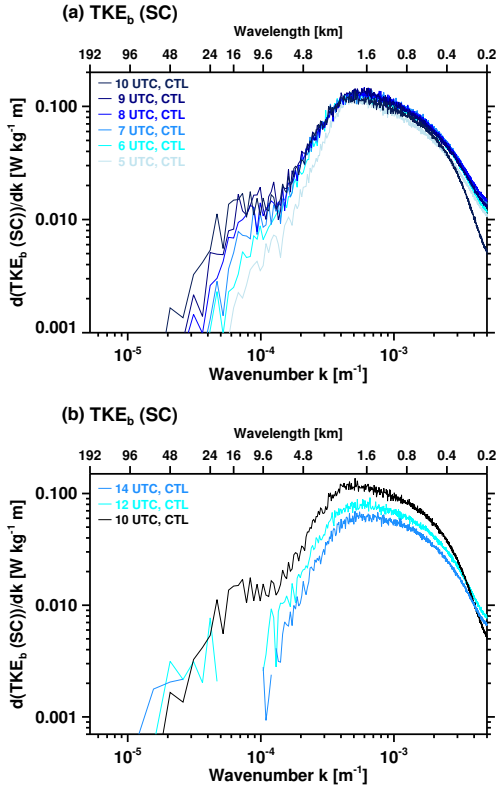 (a) TKE_b (SC)
Wavelength [km]
192 96 48 24 16 9.6 1.6 0.8 0.4 0.2
10 UTC, CTL
9 UTC, CTL
8 UTC, CTL
7 UTC, CTL
6 UTC, CTL
5 UTC, CTL
0.100
0.010
0.001
d(TKE_b (SC))/dk [W kg⁻¹ m]
10⁻⁵ 10⁻⁴ 10⁻³
Wavenumber k [m⁻¹]
(b) TKE_b (SC)
Wavelength [km]
192 96 48 24 16 9.6 1.6 0.8 0.4 0.2
14 UTC, CTL
12 UTC, CTL
10 UTC, CTL
0.100
0.010
0.001
d(TKE_b (SC))/dk [W kg⁻¹ m]
10⁻⁵ 10⁻⁴ 10⁻³
Wavenumber k [m⁻¹]